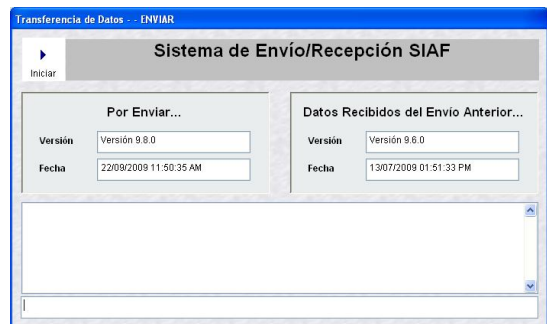 Transferencia de Datos - - ENVIAR
Iniciar
Sistema de Envío/Recepción SIAF
Por Enviar...
Versión Versión 9.8.0
Fecha 22/09/2009 11:50:35 AM
Datos Recibidos del Envío Anterior...
Versión Versión 9.6.0
Fecha 13/07/2009 01:51:33 PM